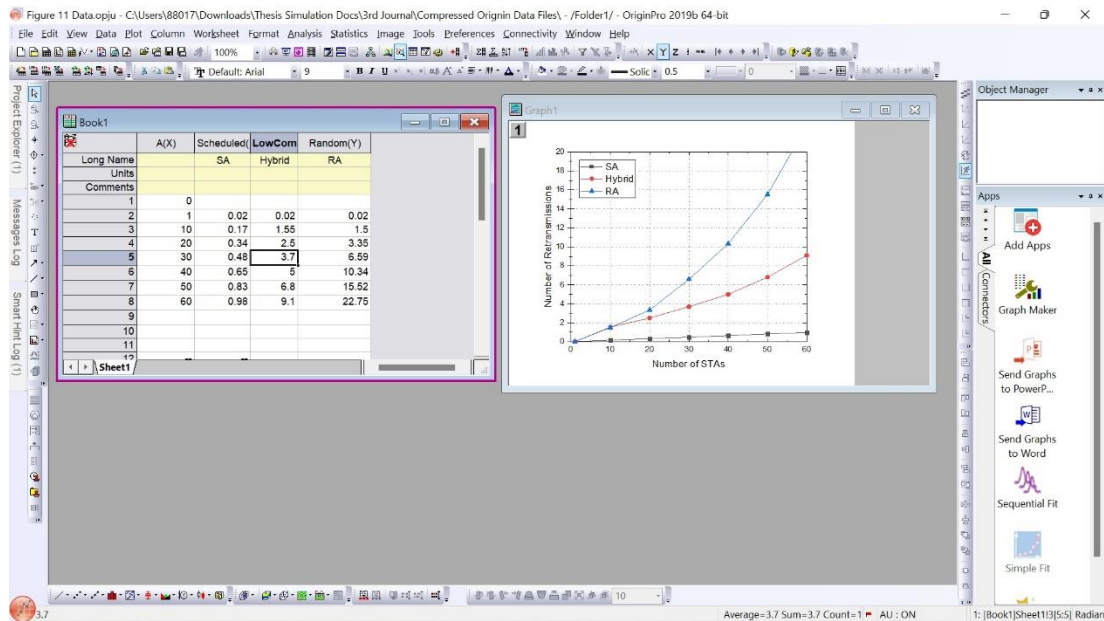 Figure 11 Data.opju - C:\Users\88017\Downloads\Thesis Simulation Docs\3rd Journal\Compressed Orignin Data Files\ - /Folder1/ - OriginPro 2019b 64-bit
File Edit View Data Plot Column Worksheet Format Analysis Statistics Image Tools Preferences Connectivity Window Help
100%
Default: Arial 9 B I U Solic 0.5 0
Project Explorer (1)
Messages Log
Smart Hint Log (1)
Book1
A(X) Scheduled( LowCom Random(Y)
Long Name SA Hybrid RA
Units
Comments
1 0
2 1 0.02 0.02 0.02
3 10 0.17 1.55 1.5
4 20 0.34 2.5 3.35
5 30 0.48 3.7 6.59
6 40 0.65 5 10.34
7 50 0.83 6.8 15.52
8 60 0.98 9.1 22.75
9
10
11
12
Sheet1
Graph1
1
SA
Hybrid
RA
Number of Retransmissions
20
18
16
14
12
10
8
6
4
2
0
0 10 20 30 40 50 60
Number of STAs
Object Manager
Apps
All
Connectors
Add Apps
Graph Maker
Send Graphs
to PowerP...
Send Graphs
to Word
Sequential Fit
Simple Fit
10
3.7
Average=3.7 Sum=3.7 Count=1 AU : ON 1: [Book1]Sheet1!3[5:5] Radian